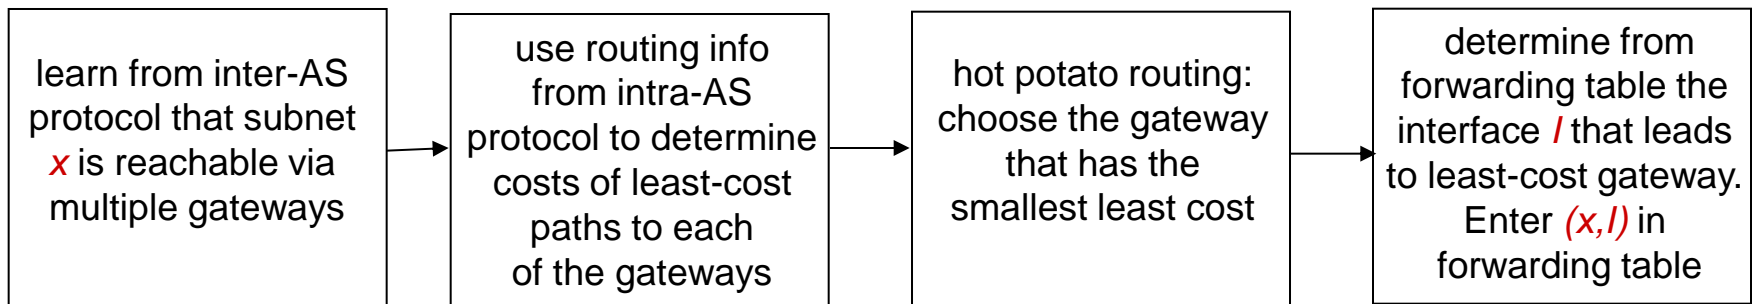 learn from inter-AS
protocol that subnet
x is reachable via
multiple gateways
use routing info
from intra-AS
protocol to determine
costs of least-cost
paths to each
of the gateways
hot potato routing:
choose the gateway
that has the
smallest least cost
determine from
forwarding table the
interface I that leads
to least-cost gateway.
Enter (x,I) in
forwarding table